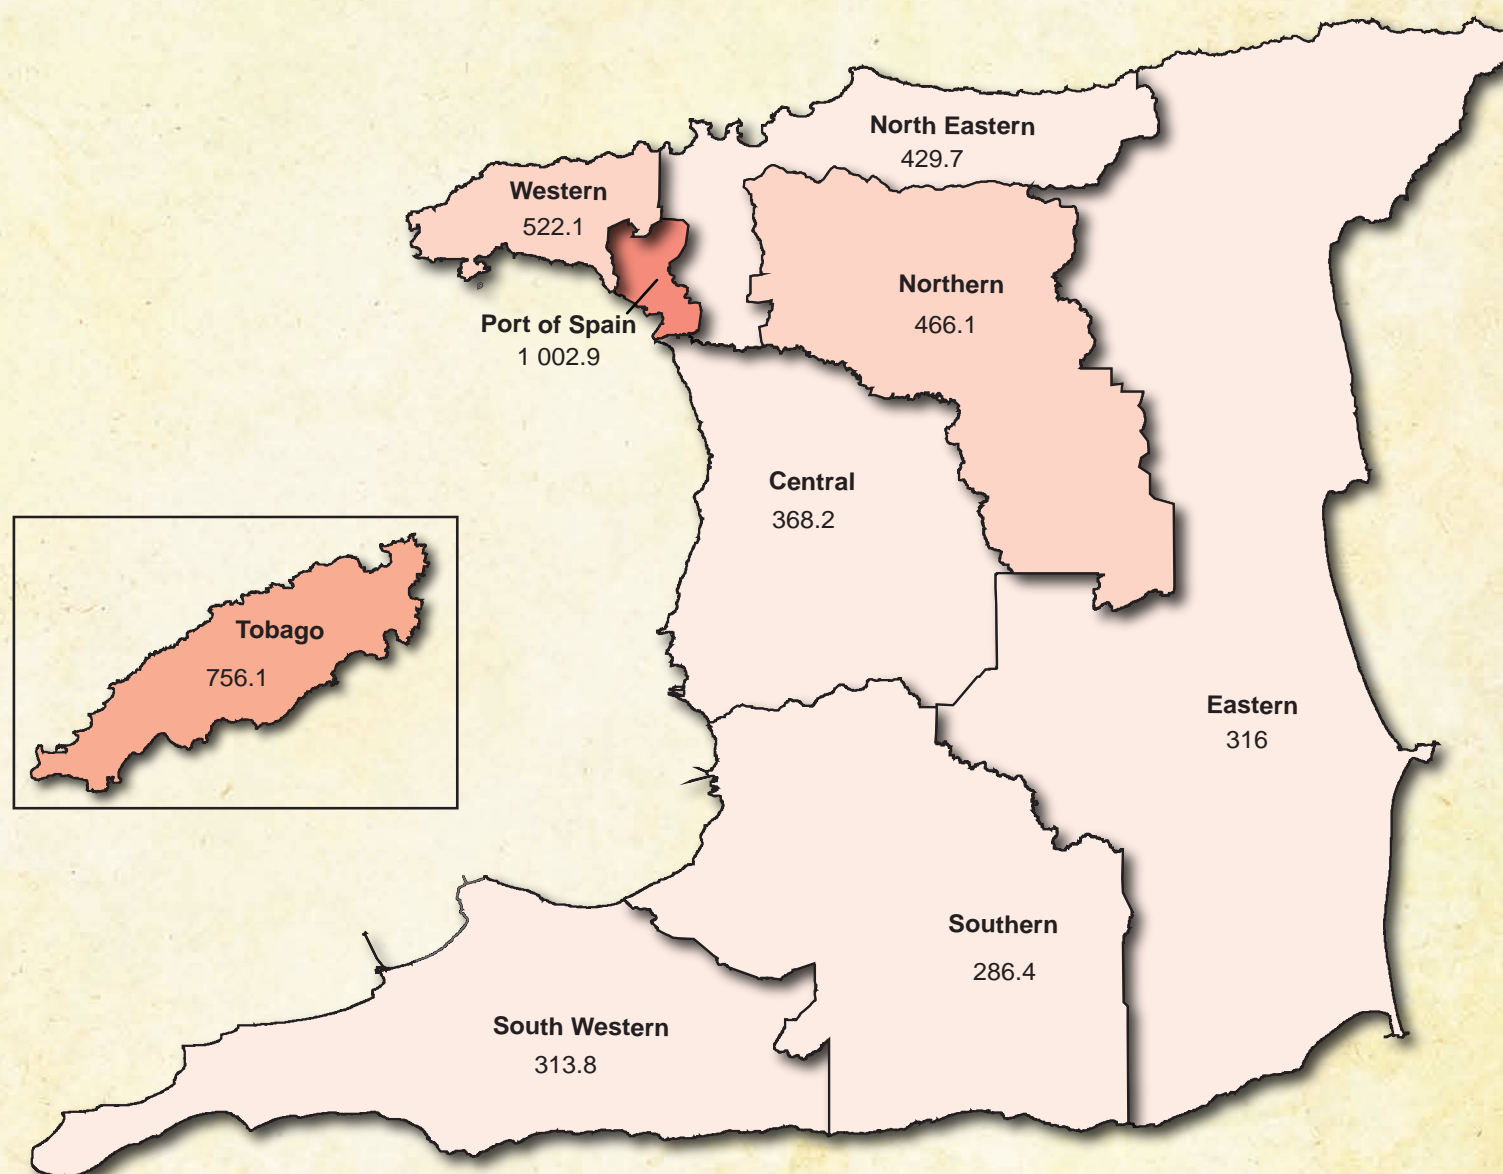 North Eastern
429.7
Western
522.1
Northern
466.1
Port of Spain
1 002.9
Central
368.2
Tobago
756.1
Eastern
316
Southern
286.4
South Western
313.8